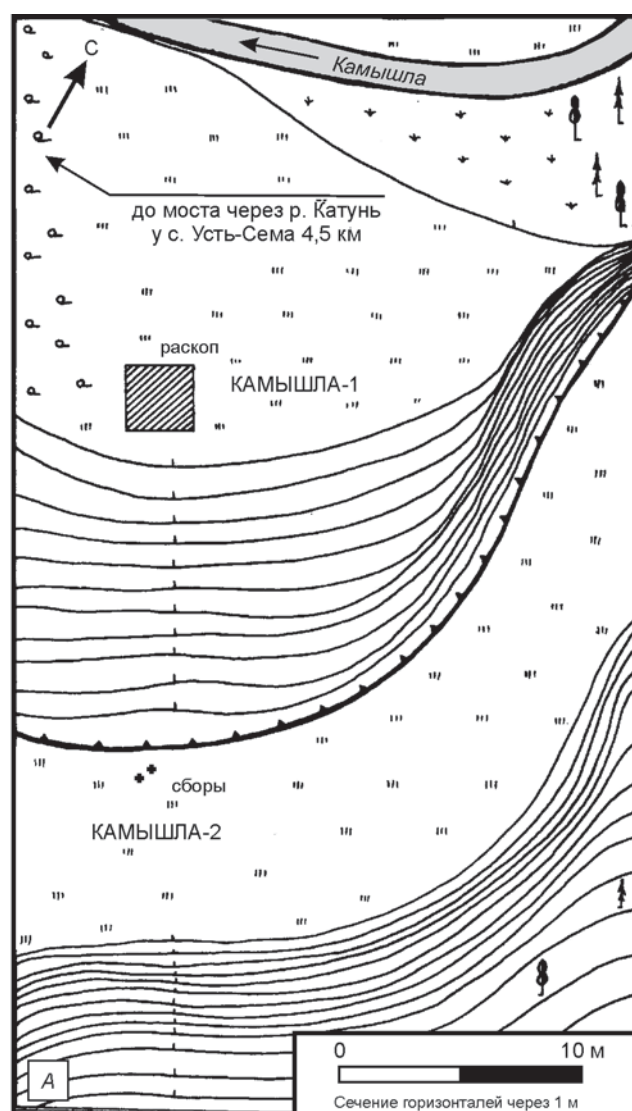 С
Камышла
до моста через р. Катунь
у с. Усть-Сема 4,5 км
раскоп
КАМЫШЛА-1
сборы
КАМЫШЛА-2
А
0
10 м
Сечение горизонталей через 1 м